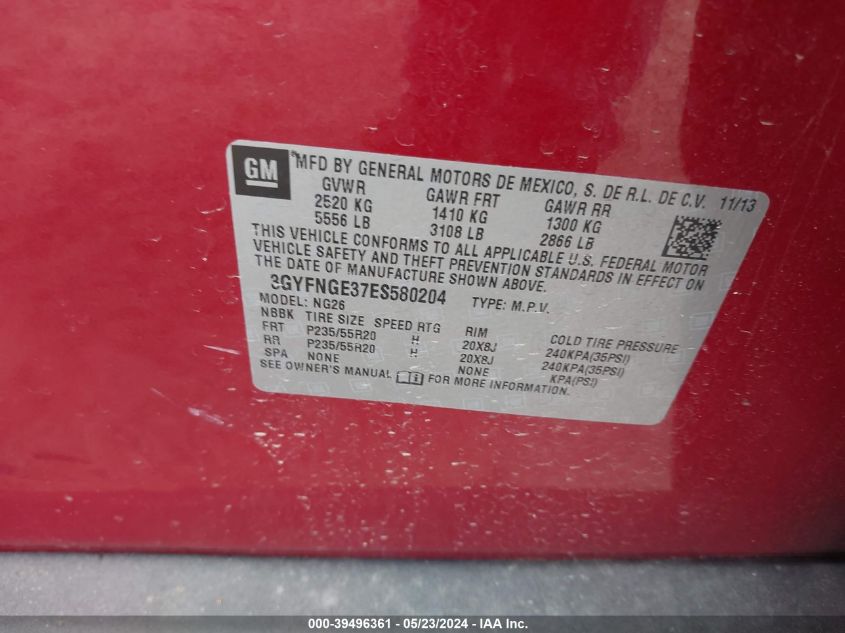 GM
MFD BY GENERAL MOTORS DE MEXICO, S. DE R.L. DE C.V. 11/13
GVWR GAWR FRT GAWR RR
2520 KG 1410 KG 1300 KG
5556 LB 3108 LB 2866 LB
THIS VEHICLE CONFORMS TO ALL APPLICABLE U.S. FEDERAL MOTOR
VEHICLE SAFETY AND THEFT PREVENTION STANDARDS IN EFFECT ON
THE DATE OF MANUFACTURE SHOWN ABOVE.
3GYFNGE37ES580204 TYPE: M.P.V.
MODEL: NG26
NBBK TIRE SIZE SPEED RTG RIM COLD TIRE PRESSURE
FRT P235/55R20 H 20X8J 240KPA(35PSI)
RR P235/55R20 H 20X8J 240KPA(35PSI)
SPA NONE NONE KPA(PSI)
SEE OWNER'S MANUAL FOR MORE INFORMATION.
000-39496361 - 05/23/2024 - IAA Inc.